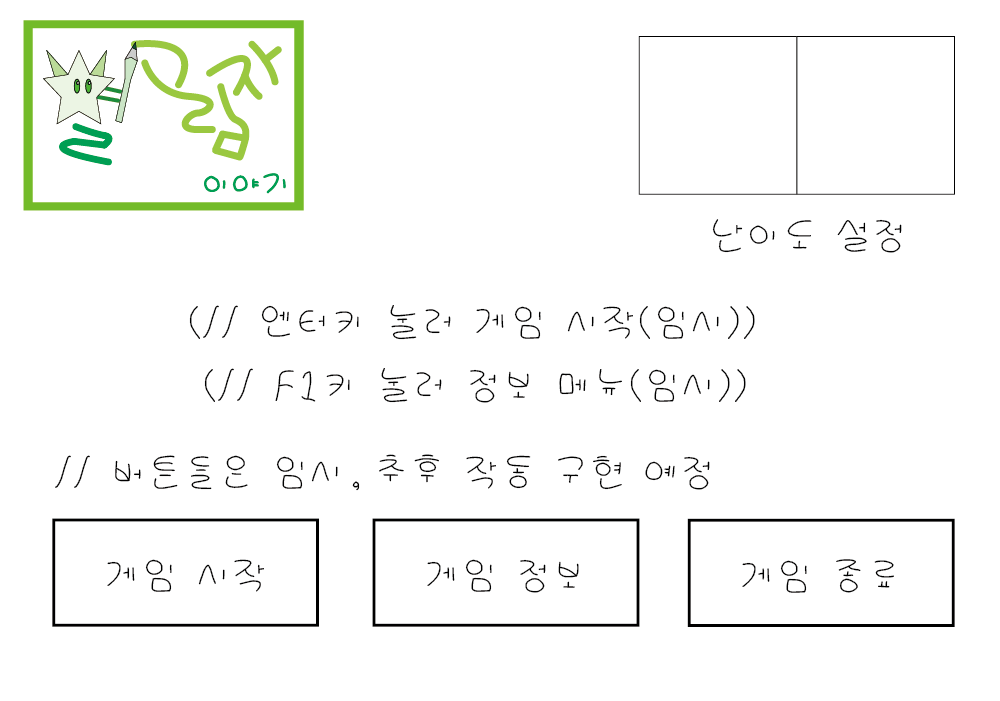 별그림자
이야기
난이도 설정
(// 엔터키 눌러 게임 시작(임시))
(// F1키 눌러 정보 메뉴(임시))
// 버튼들은 임시. 추후 작동 구현 예정
게임 시작 게임 정보 게임 종료